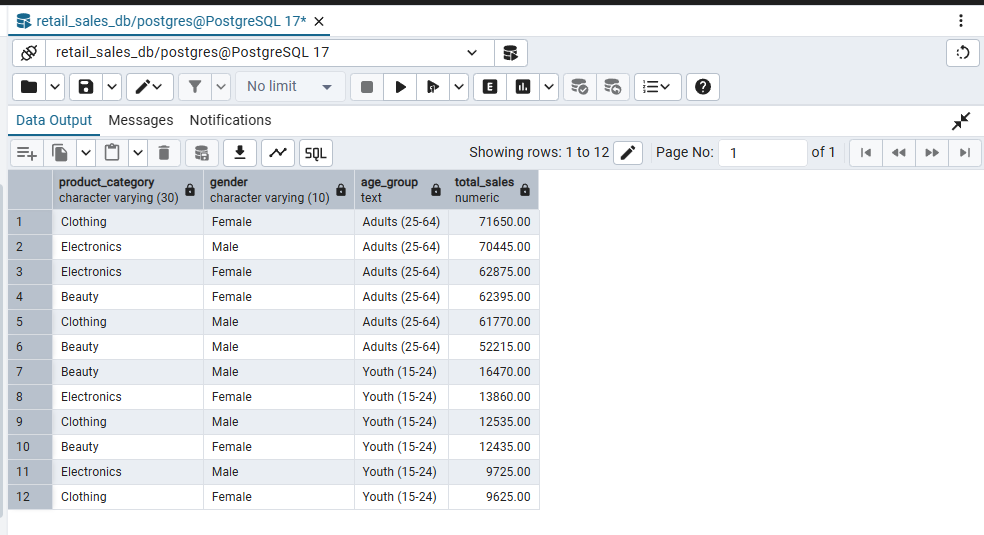 retail_sales_db/postgres@PostgreSQL 17*
retail_sales_db/postgres@PostgreSQL 17
No limit
E
Data Output Messages Notifications
SQL Showing rows: 1 to 12 Page No: 1 of 1
product_category gender age_group total_sales
character varying (30) character varying (10) text numeric
1 Clothing Female Adults (25-64) 71650.00
2 Electronics Male Adults (25-64) 70445.00
3 Electronics Female Adults (25-64) 62875.00
4 Beauty Female Adults (25-64) 62395.00
5 Clothing Male Adults (25-64) 61770.00
6 Beauty Male Adults (25-64) 52215.00
7 Beauty Male Youth (15-24) 16470.00
8 Electronics Female Youth (15-24) 13860.00
9 Clothing Male Youth (15-24) 12535.00
10 Beauty Female Youth (15-24) 12435.00
11 Electronics Male Youth (15-24) 9725.00
12 Clothing Female Youth (15-24) 9625.00